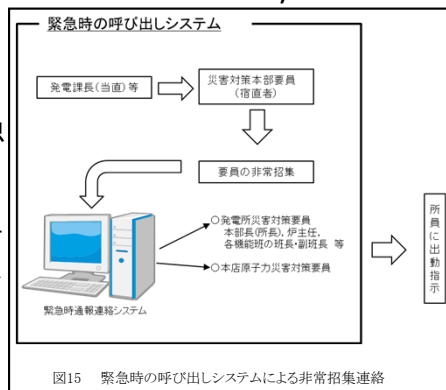 緊急時の呼び出しシステム
発電課長(当直)等
災害対策本部要員
(宿直者)
要員の非常招集
○発電所災害対策要員
本部長(所長),炉主任,
各機能班の班長・副班長 等
○本店原子力災害対策要員
緊急時通報連絡システム
所員に出動指示
図15 緊急時の呼び出しシステムによる非常招集連絡